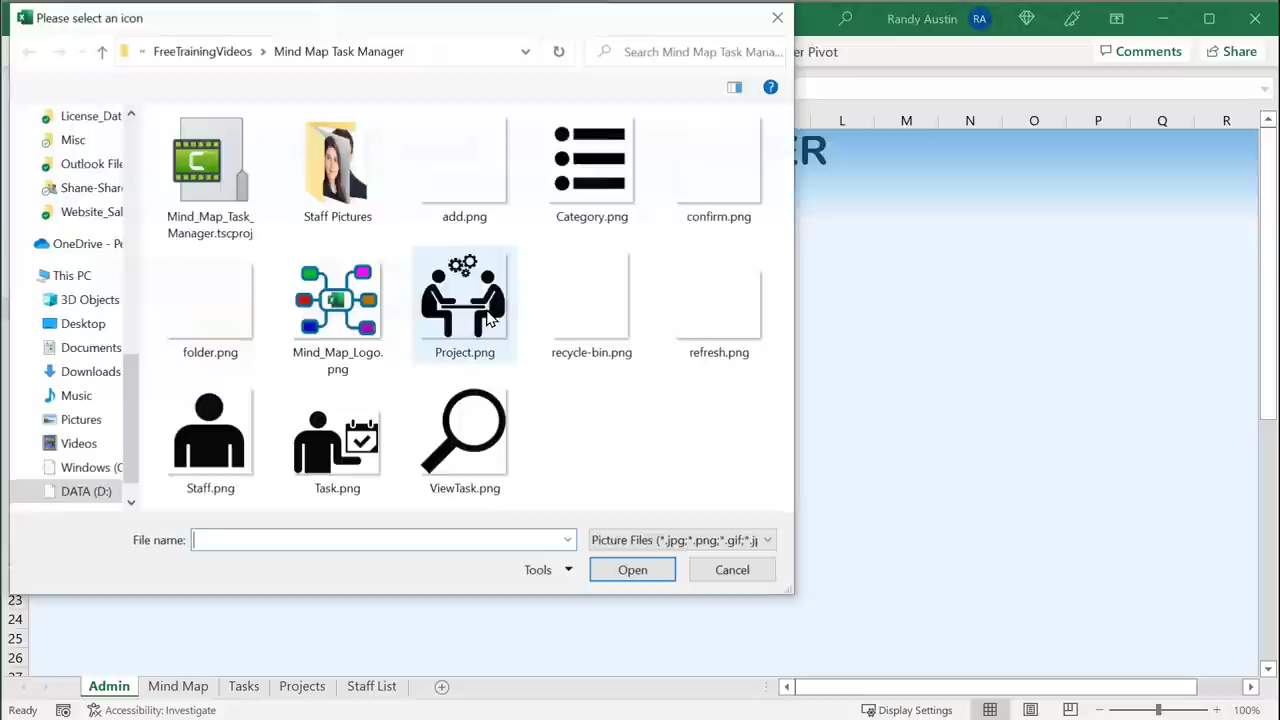 Please select an icon
Randy Austin
RA
FreeTrainingVideos
Mind Map Task Manager
Search Mind Map Task Mana...
er Pivot
Comments
Share
License_Dat
Misc
Outlook File
Shane-Share
Website_Sal
OneDrive - Pe
This PC
3D Objects
Desktop
Documents
Downloads
Music
Pictures
Videos
Windows (C
DATA (D:)
Mind_Map_Task_
Manager.tscproj
Staff Pictures
add.png
Category.png
confirm.png
folder.png
Mind_Map_Logo.
png
Project.png
recycle-bin.png
refresh.png
Staff.png
Task.png
ViewTask.png
File name:
Picture Files (*.jpg;*.png;*.gif;*.j
Tools
Open
Cancel
L M N O P Q R
ER
23
24
25
26
27
Admin
Mind Map
Tasks
Projects
Staff List
Ready
Accessibility: Investigate
Display Settings
100%